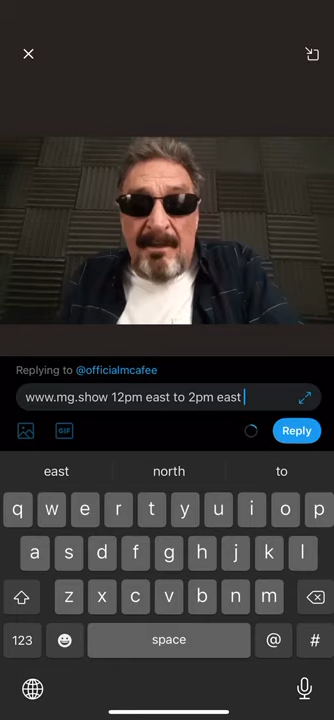 Replying to @officialmcafee
www.mg.show 12pm east to 2pm east
GIF
Reply
east north to
q w e r t y u i o p
a s d f g h j k l
z x c v b n m
123 space @ #